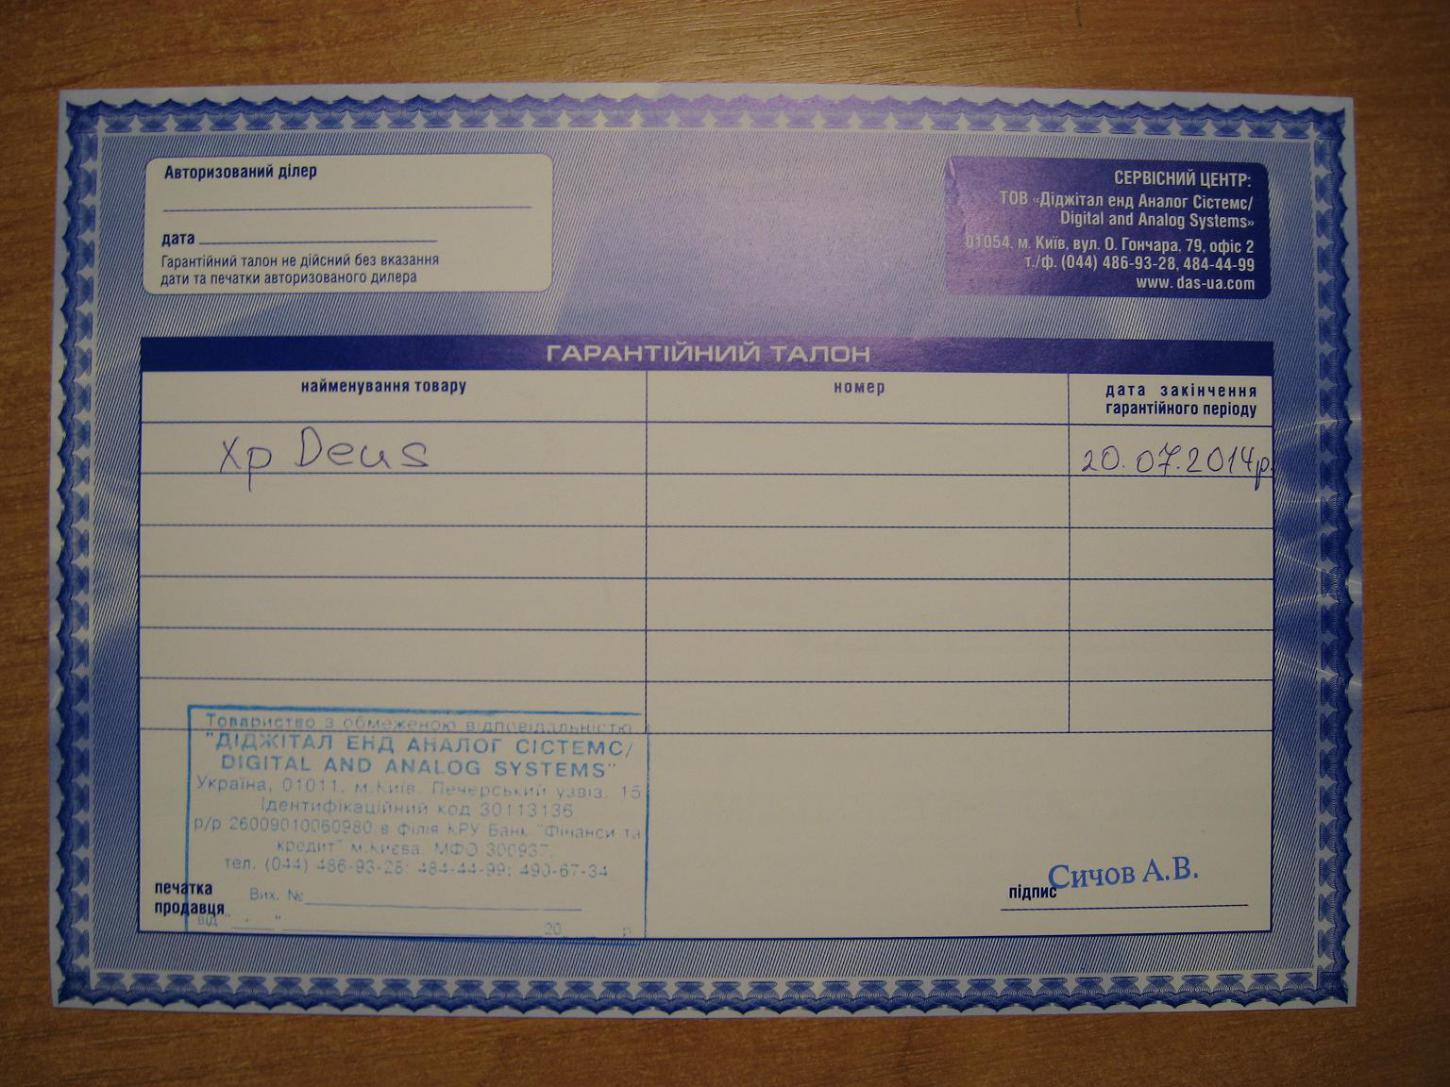 Авторизований ділер
дата
Гарантійний талон не дійсний без вказання
дати та печатки авторизованого дилера
СЕРВІСНИЙ ЦЕНТР:
ТОВ «Діджітал енд Аналог Сістемс/
Digital and Analog Systems»
01054, м. Київ, вул. О. Гончара, 79, офіс 2
т./ф. (044) 486-93-28, 484-44-99
www. das-ua.com
ГАРАНТІЙНИЙ ТАЛОН
найменування товару
номер
дата закінчення
гарантійного періоду
Xp Deus
20.07.2014р.
Товариство з обмеженою відповідальністю
"ДІДЖІТАЛ ЕНД АНАЛОГ СІСТЕМС/
DIGITAL AND ANALOG SYSTEMS"
Україна, 01011, м.Київ, Печерський узвіз, 15
Ідентифікаційний код 30113136
р/р 26009010060980 в філія КРУ Банк "Фінанси та
кредит" м.Києва, МФО 300937,
тел. (044) 486-93-28; 484-44-99; 490-67-34
Вих. №
від " " 20 р
печатка
продавця
підпис
Сичов А.В.